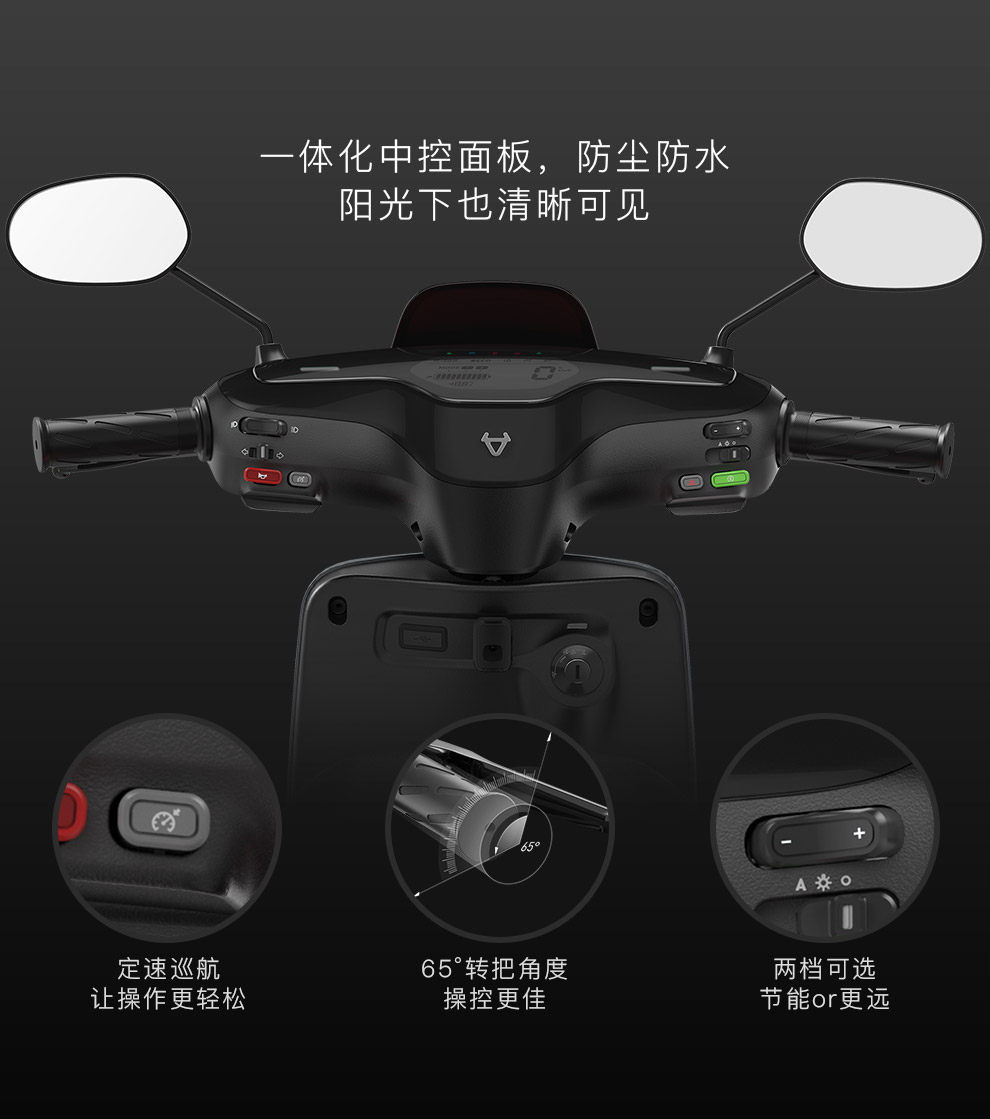 一体化中控面板，防尘防水
阳光下也清晰可见
65°
- +
A O
定速巡航
让操作更轻松
65°转把角度
操控更佳
两档可选
节能or更远